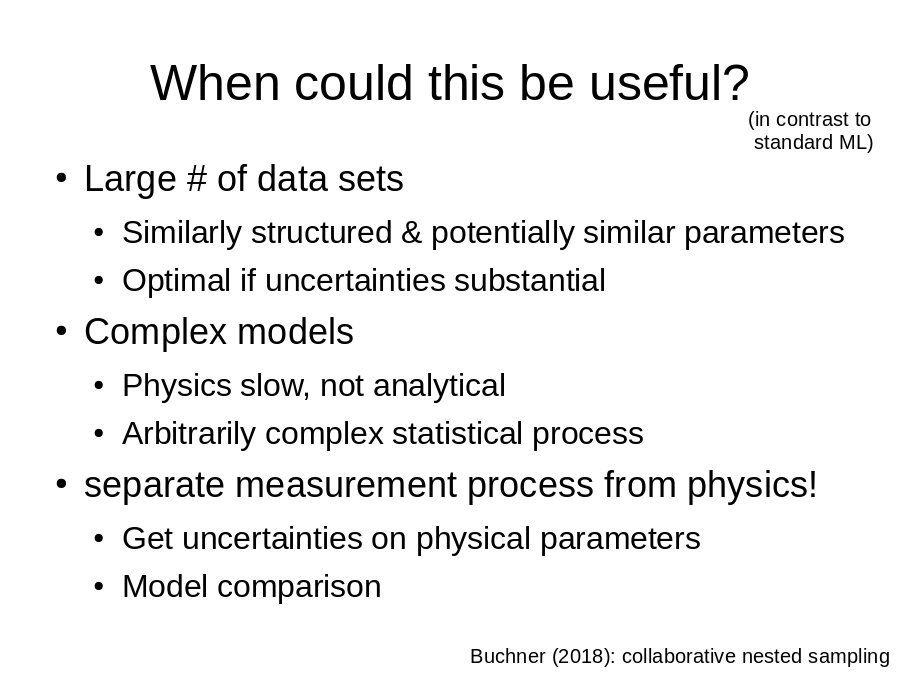 When could this be useful?
(in contrast to
standard ML)
• Large # of data sets
• Similarly structured & potentially similar parameters
• Optimal if uncertainties substantial
• Complex models
• Physics slow, not analytical
• Arbitrarily complex statistical process
• separate measurement process from physics!
• Get uncertainties on physical parameters
• Model comparison
Buchner (2018): collaborative nested sampling